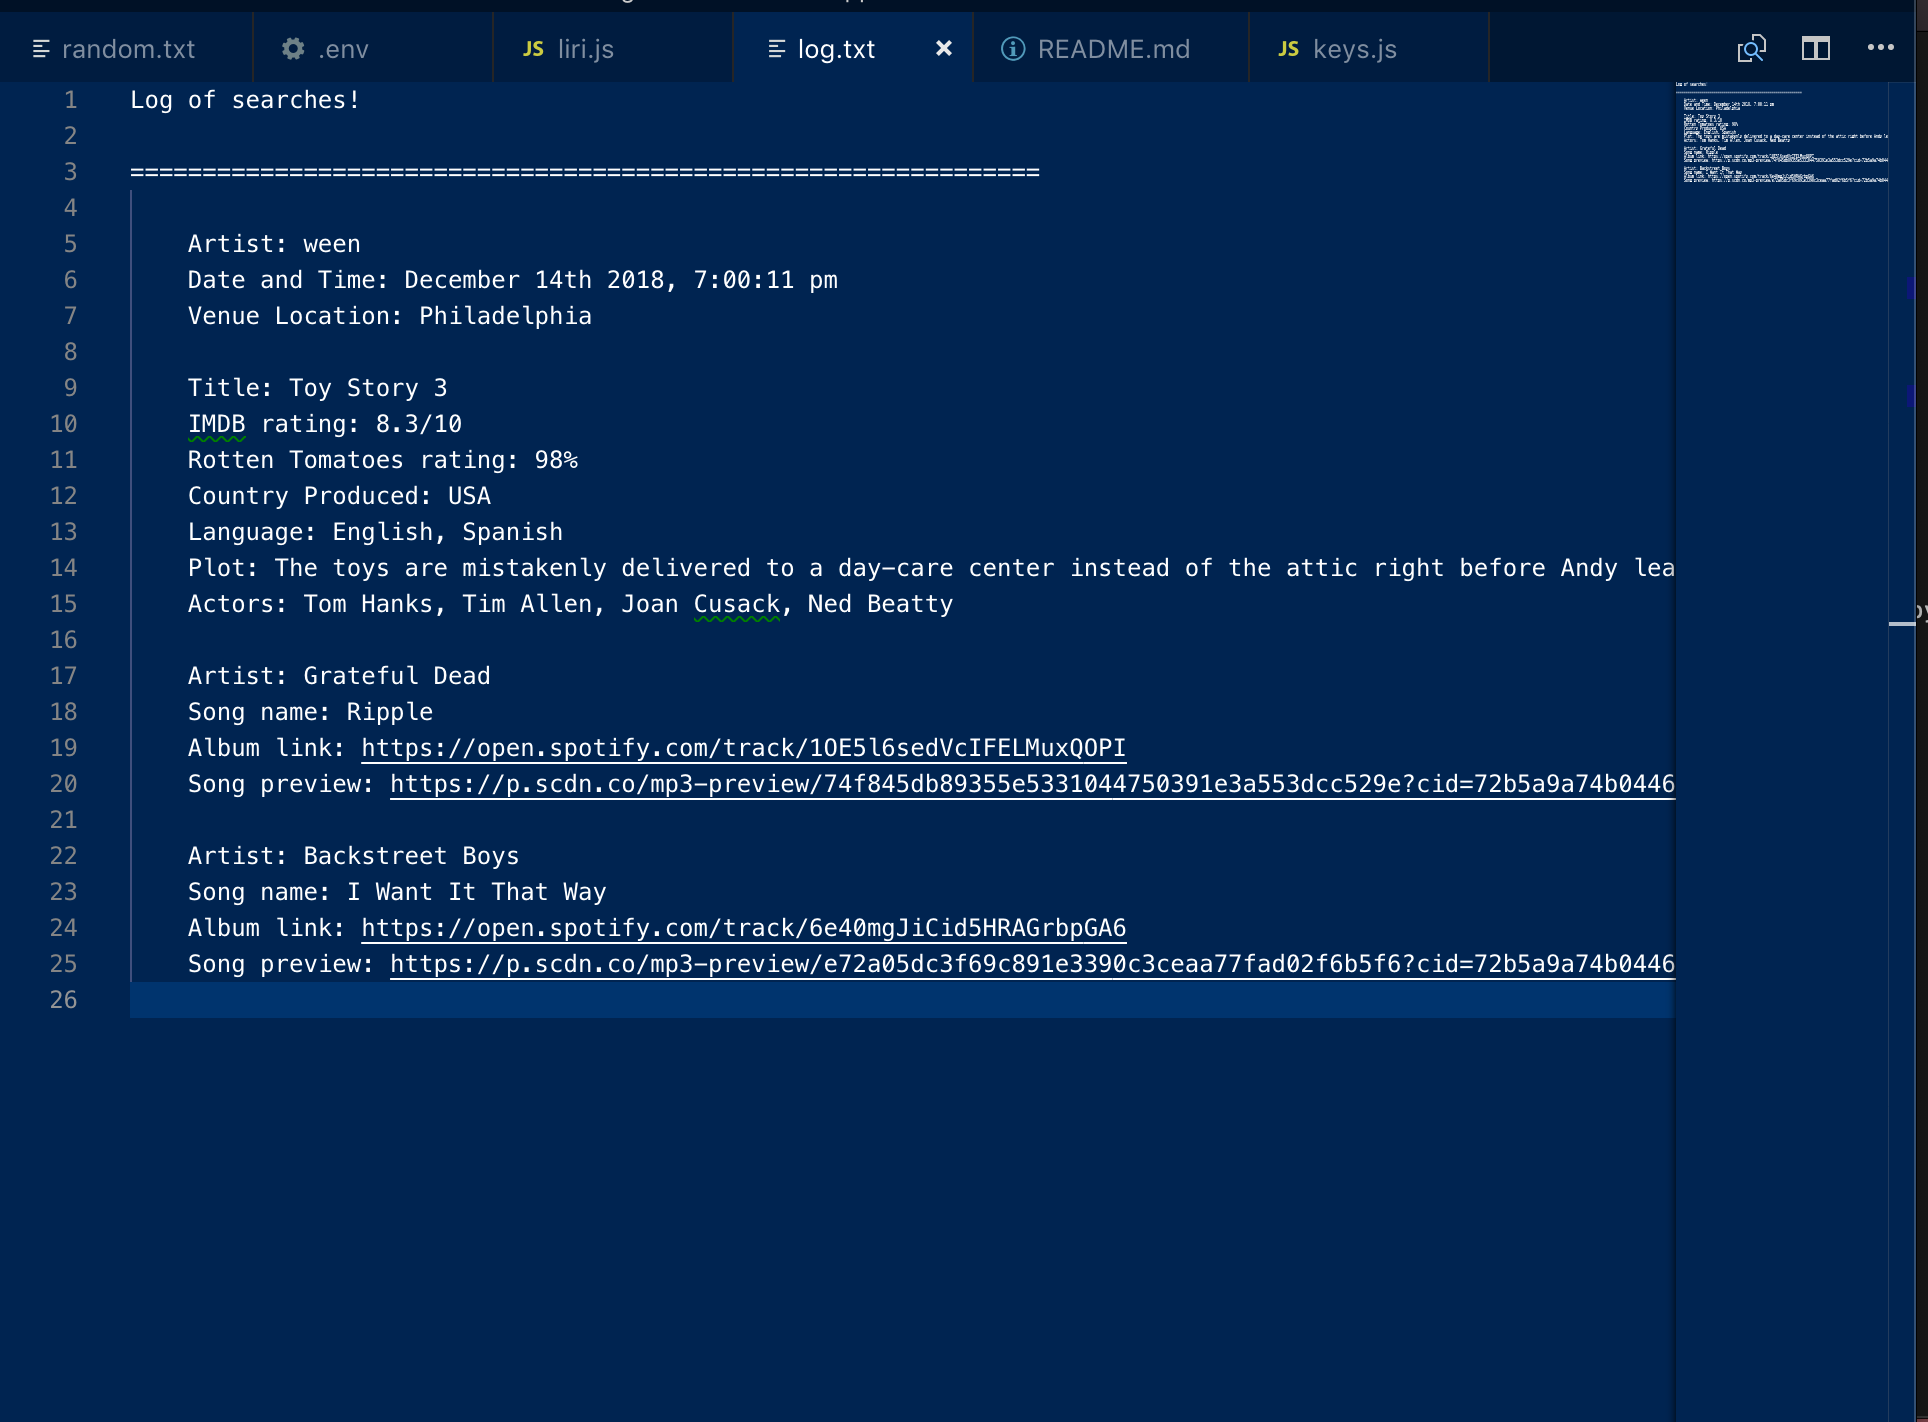 random.txt
.env
JS liri.js
log.txt
README.md
JS keys.js
1 Log of searches!
2
3 ===============================================================
4
5 Artist: ween
6 Date and Time: December 14th 2018, 7:00:11 pm
7 Venue Location: Philadelphia
8
9 Title: Toy Story 3
10 IMDB rating: 8.3/10
11 Rotten Tomatoes rating: 98%
12 Country Produced: USA
13 Language: English, Spanish
14 Plot: The toys are mistakenly delivered to a day-care center instead of the attic right before Andy lea
15 Actors: Tom Hanks, Tim Allen, Joan Cusack, Ned Beatty
16
17 Artist: Grateful Dead
18 Song name: Ripple
19 Album link: https://open.spotify.com/track/1OE5l6sedVcIFELMuxQOPI
20 Song preview: https://p.scdn.co/mp3-preview/74f845db89355e5331044750391e3a553dcc529e?cid=72b5a9a74b0446
21
22 Artist: Backstreet Boys
23 Song name: I Want It That Way
24 Album link: https://open.spotify.com/track/6e40mgJiCid5HRAGrbpGA6
25 Song preview: https://p.scdn.co/mp3-preview/e72a05dc3f69c891e3390c3ceaa77fad02f6b5f6?cid=72b5a9a74b0446
26